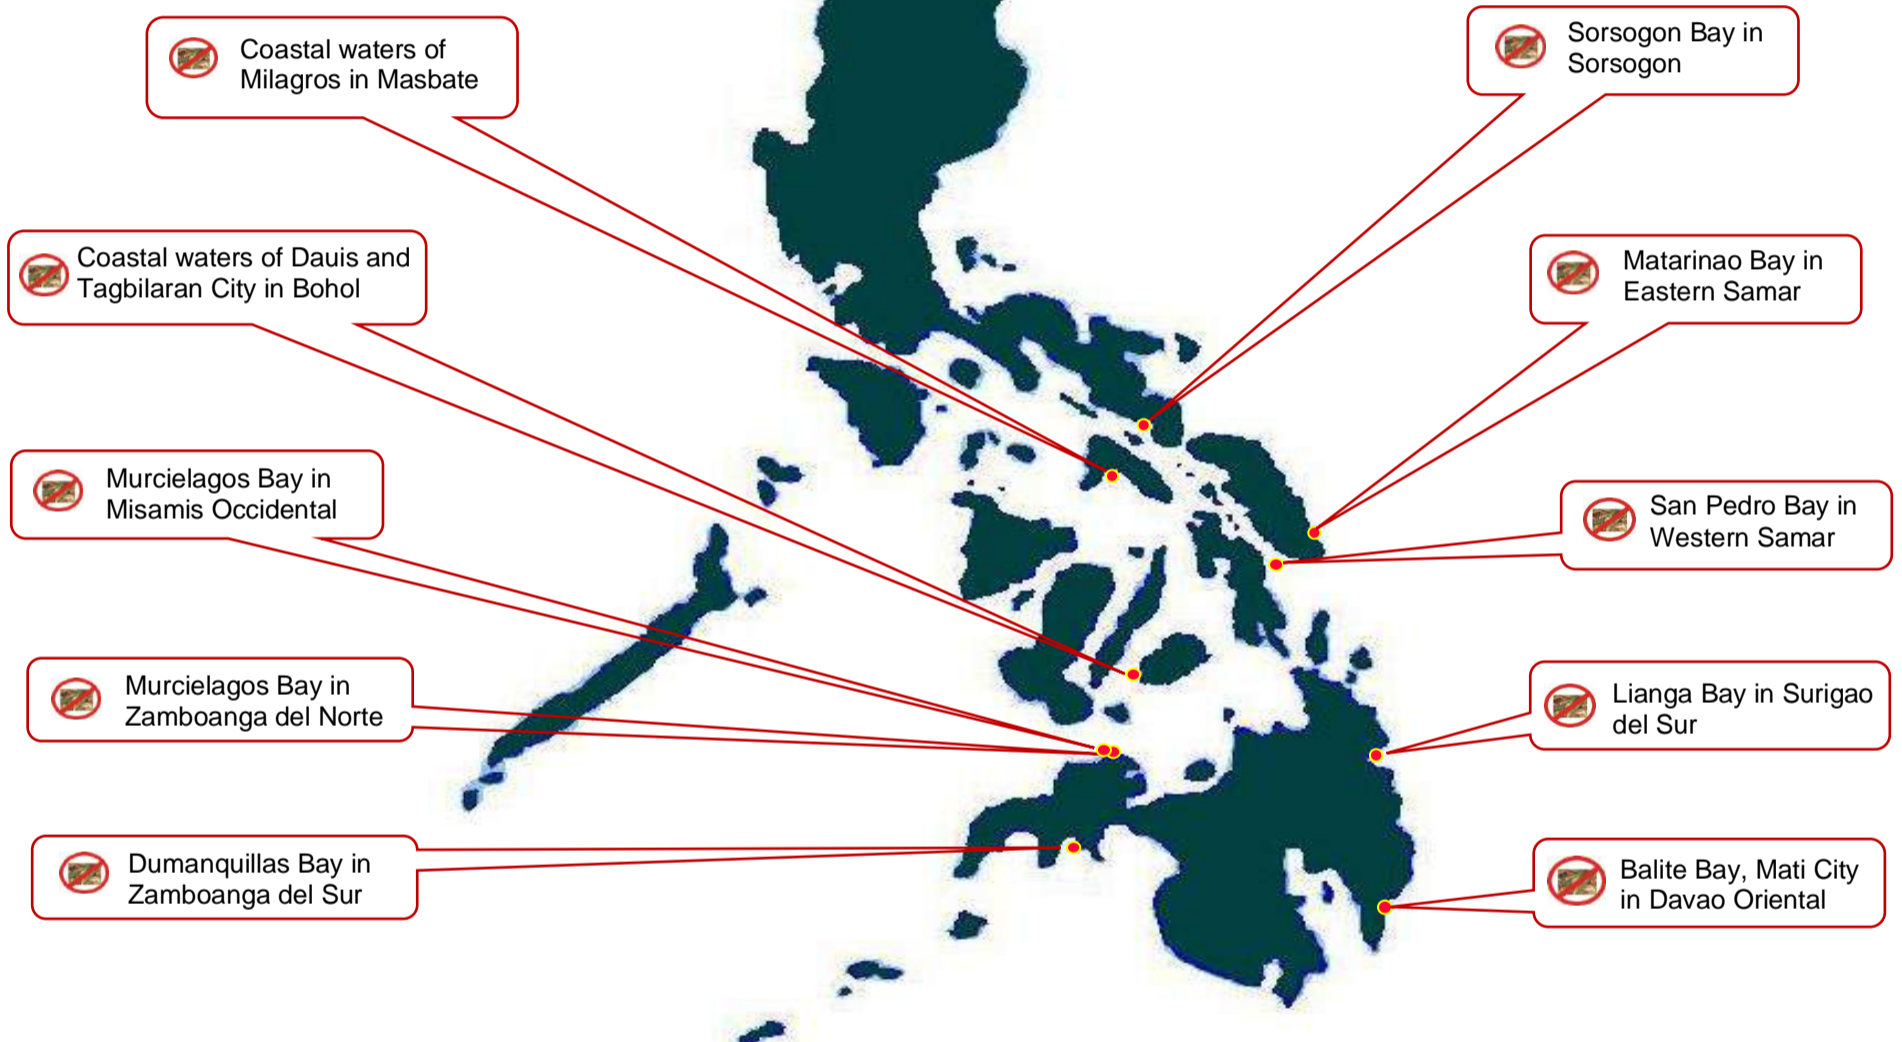 Coastal waters of
Milagros in Masbate
Coastal waters of Dauis and
Tagbilaran City in Bohol
Murcielagos Bay in
Misamis Occidental
Murcielagos Bay in
Zamboanga del Norte
Dumanquillas Bay in
Zamboanga del Sur
Sorsogon Bay in
Sorsogon
Matarinao Bay in
Eastern Samar
San Pedro Bay in
Western Samar
Lianga Bay in Surigao
del Sur
Balite Bay, Mati City
in Davao Oriental